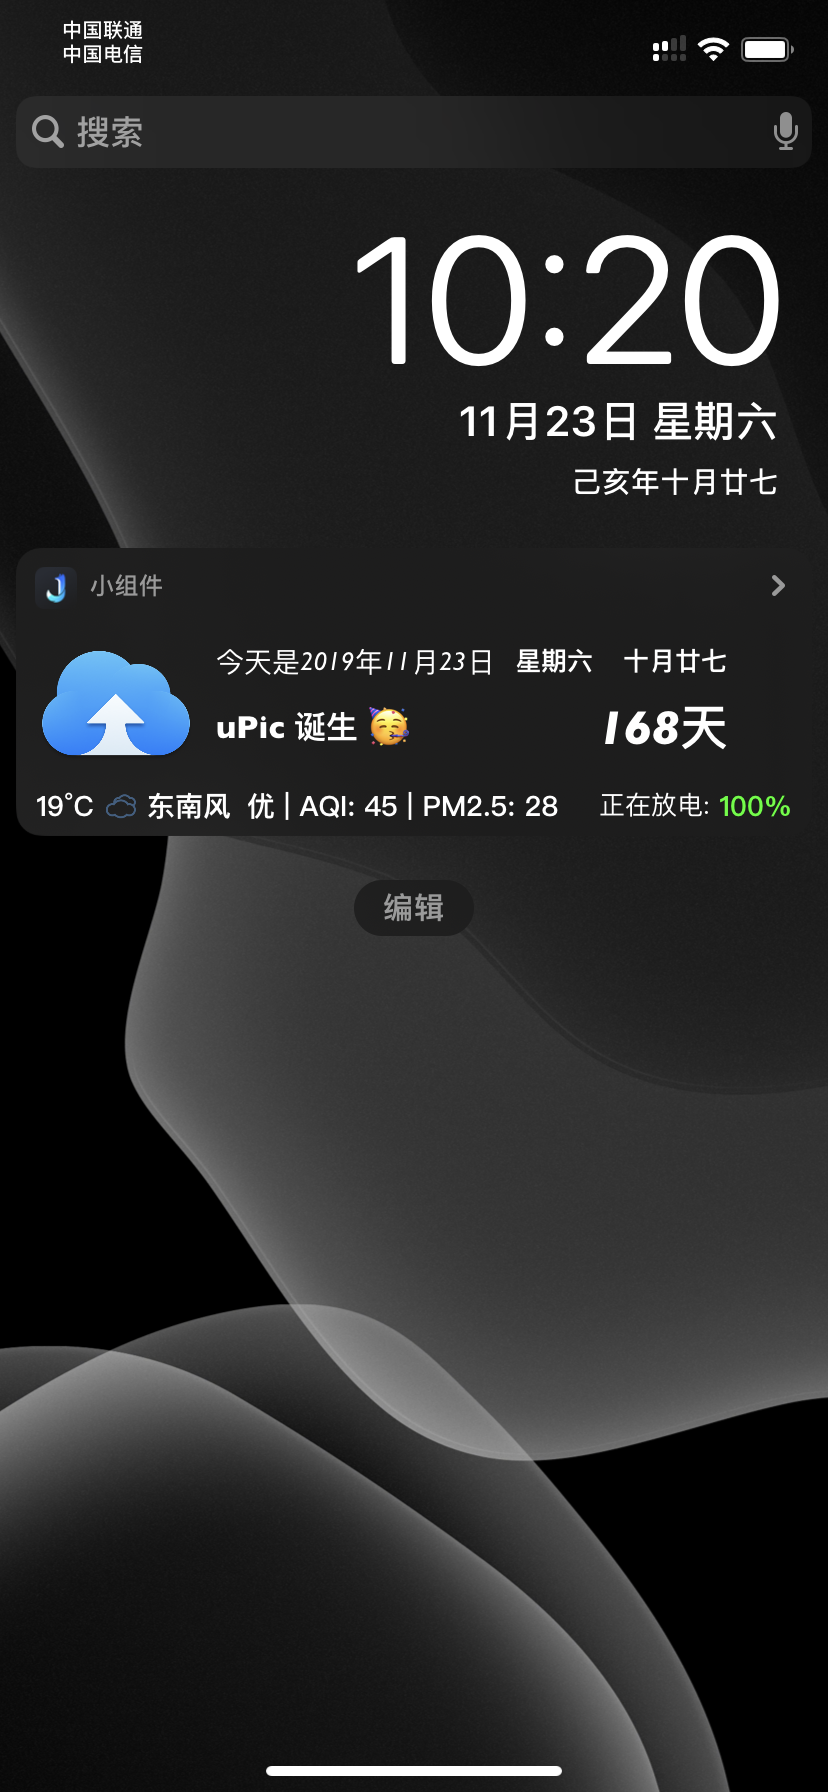 中国联通
中国电信
搜索
10:20
11月23日 星期六
己亥年十月廿七
小组件
今天是2019年11月23日 星期六 十月廿七
uPic 诞生 🥳 168天
19°C 东南风 优 | AQI: 45 | PM2.5: 28 正在放电: 100%
编辑